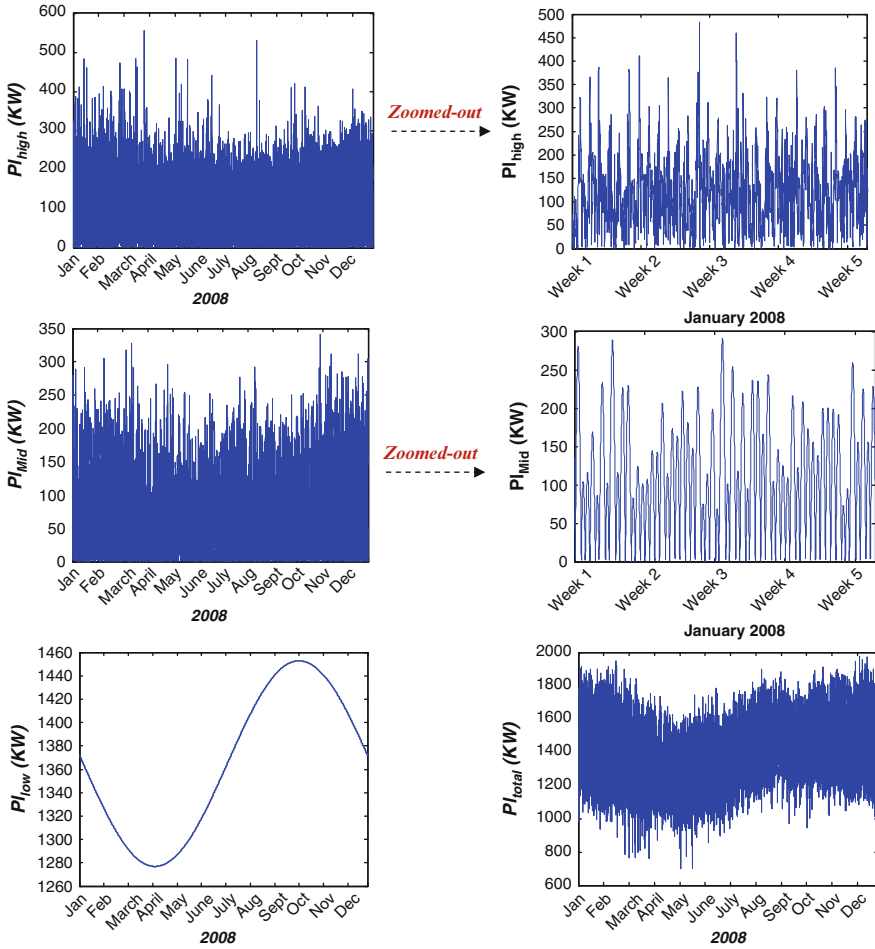 600
500
400
300
200
100
0
PI_high (KW)
Jan
Feb
March
April
May
June
July
Aug
Sept
Oct
Nov
Dec
2008
Zoomed-out
500
450
400
350
300
250
200
150
100
50
0
PI_high (KW)
Week 1
Week 2
Week 3
Week 4
Week 5
January 2008
350
300
250
200
150
100
50
0
PI_Mid (KW)
Jan
Feb
March
April
May
June
July
Aug
Sept
Oct
Nov
Dec
2008
Zoomed-out
300
250
200
150
100
50
0
PI_Mid (KW)
Week 1
Week 2
Week 3
Week 4
Week 5
January 2008
1460
1440
1420
1400
1380
1360
1340
1320
1300
1280
1260
PI_low (KW)
Jan
Feb
March
April
May
June
July
Aug
Sept
Oct
Nov
Dec
2008
2000
1800
1600
1400
1200
1000
800
600
PI_total (KW)
Jan
Feb
March
April
May
June
July
Aug
Sept
Oct
Nov
Dec
2008